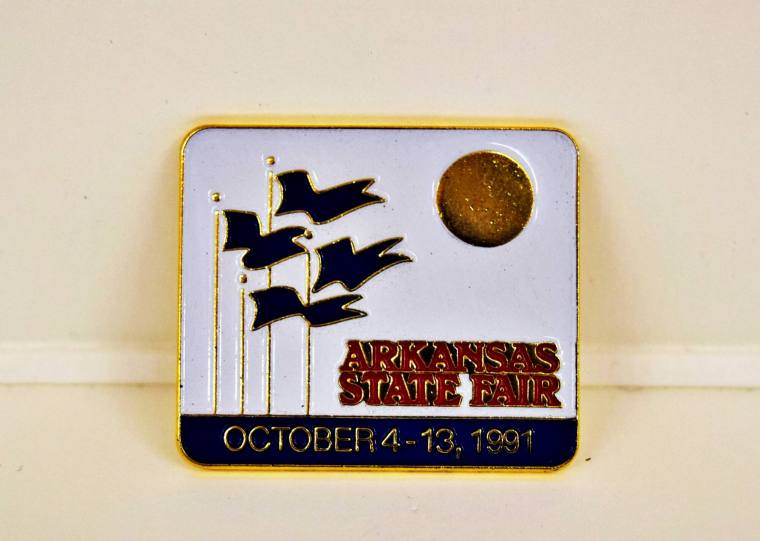 ARKANSAS
STATE FAIR
OCTOBER 4-13, 1991